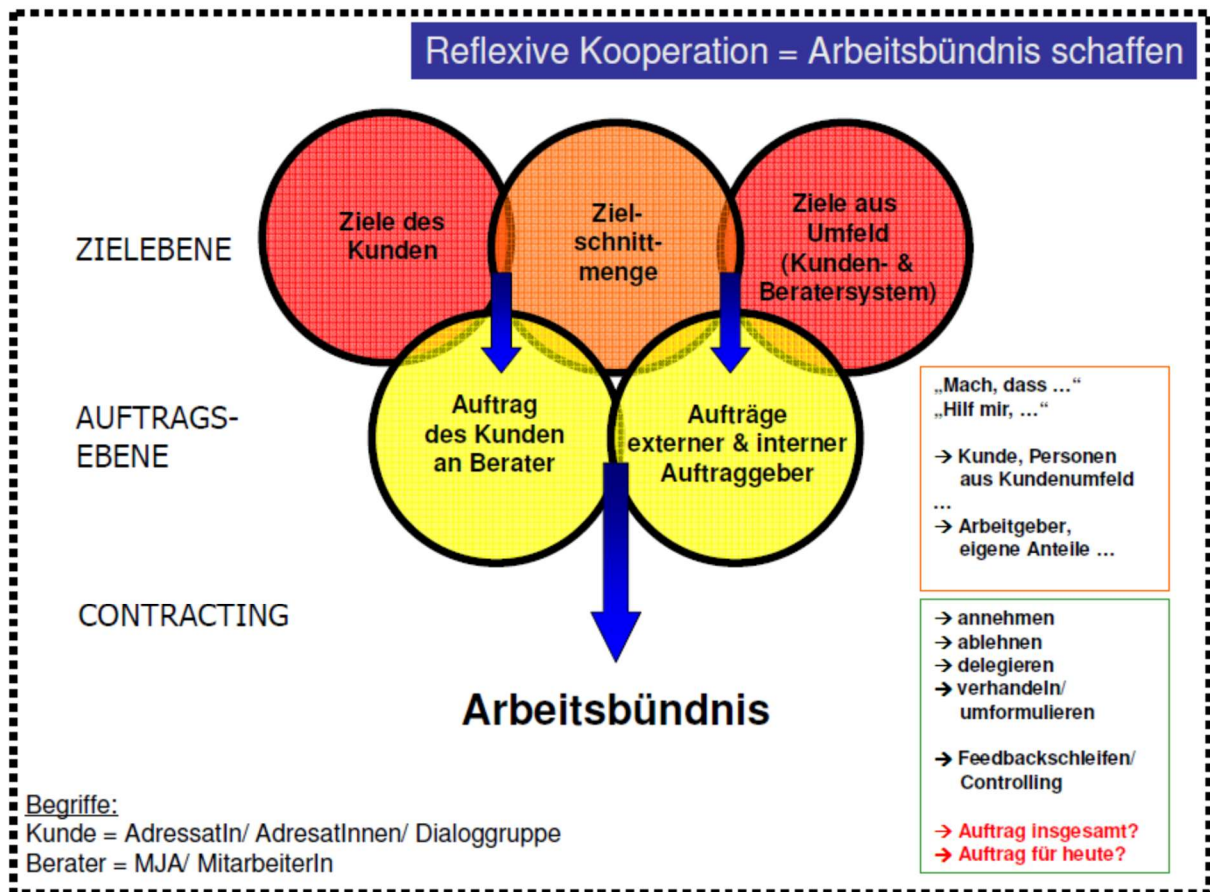 Reflexive Kooperation = Arbeitsbündnis schaffen
ZIELEBENE
Ziele des
Kunden
Ziel-
schnitt-
menge
Ziele aus
Umfeld
(Kunden- &
Beratersystem)
AUFTRAGS-
EBENE
Auftrag
des Kunden
an Berater
Aufträge
externer & interner
Auftraggeber
„Mach, dass …“
„Hilf mir, …“
→ Kunde, Personen
aus Kundenumfeld
…
→ Arbeitgeber,
eigene Anteile …
CONTRACTING
Arbeitsbündnis
→ annehmen
→ ablehnen
→ delegieren
→ verhandeln/
umformulieren
→ Feedbackschleifen/
Controlling
→ Auftrag insgesamt?
→ Auftrag für heute?
Begriffe:
Kunde = AdressatIn/ AdresatInnen/ Dialoggruppe
Berater = MJA/ MitarbeiterIn